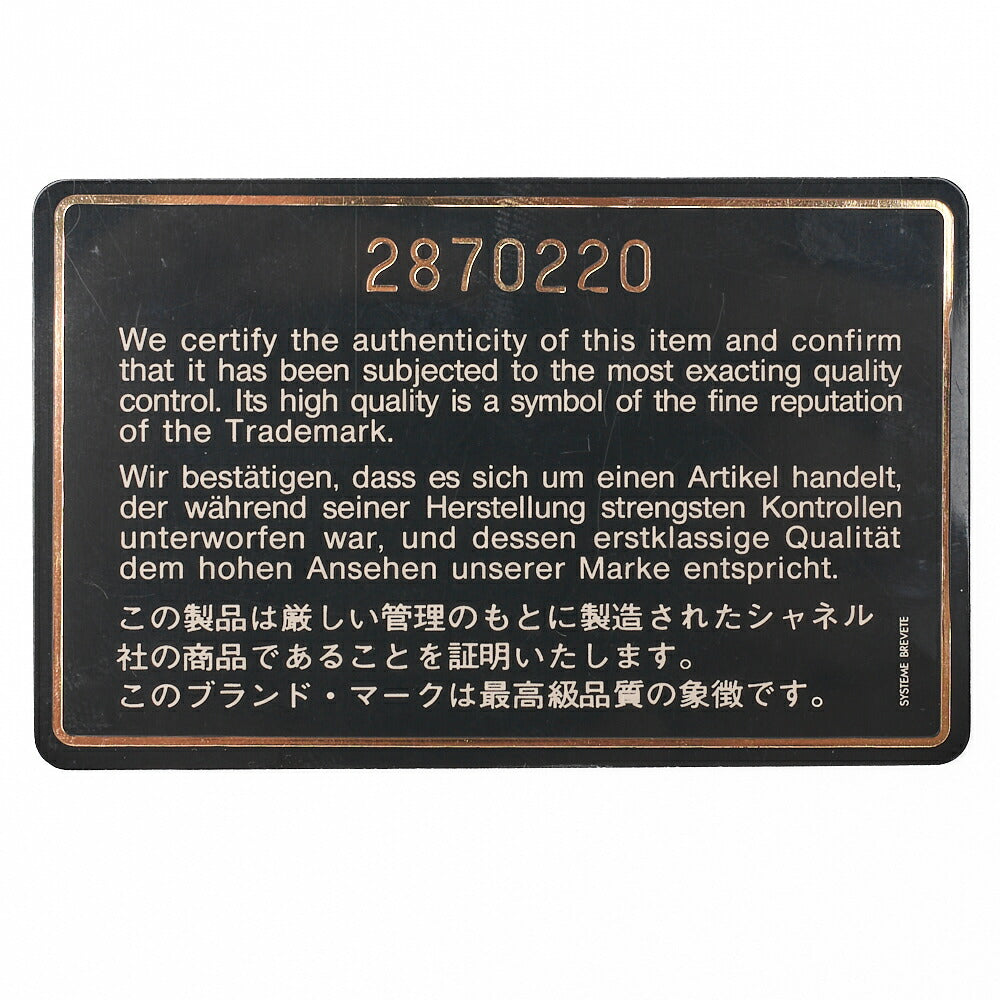 2870220
We certify the authenticity of this item and confirm
that it has been subjected to the most exacting quality
control. Its high quality is a symbol of the fine reputation
of the Trademark.
Wir bestätigen, dass es sich um einen Artikel handelt,
der während seiner Herstellung strengsten Kontrollen
unterworfen war, und dessen erstklassige Qualität
dem hohen Ansehen unserer Marke entspricht.
この製品は厳しい管理のもとに製造されたシャネル
社の商品であることを証明いたします。
このブランド・マークは最高級品質の象徴です。
SYSTEME BREVETE